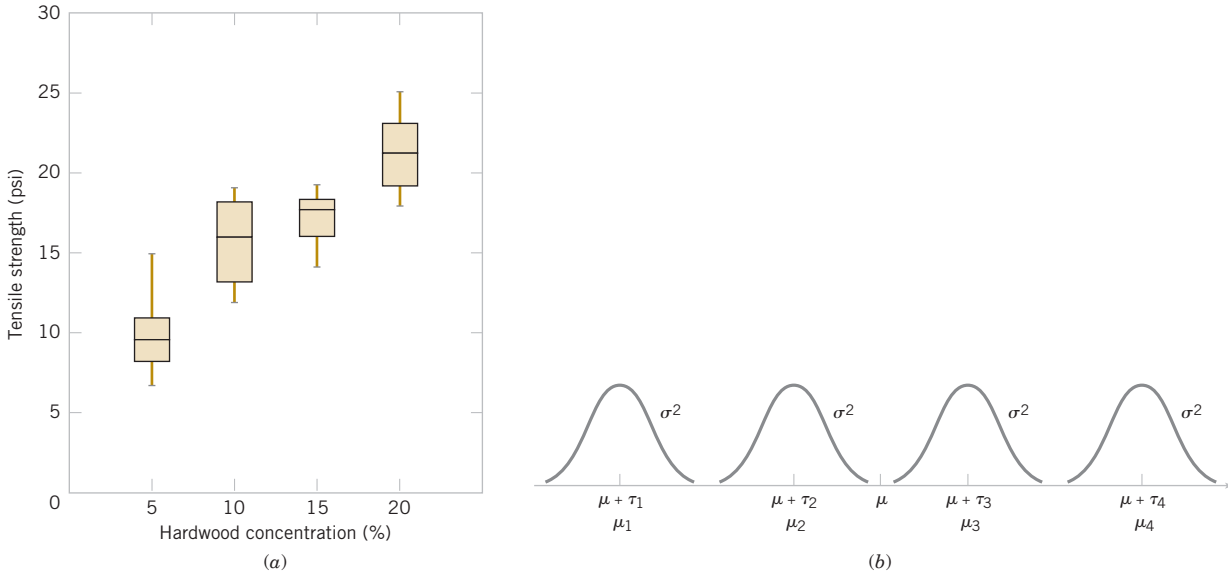 30
25
20
15
10
5
0
Tensile strength (psi)
5 10 15 20
Hardwood concentration (%)
(a)
σ² σ² σ² σ²
μ + τ₁ μ + τ₂ μ μ + τ₃ μ + τ₄
μ₁ μ₂ μ₃ μ₄
(b)